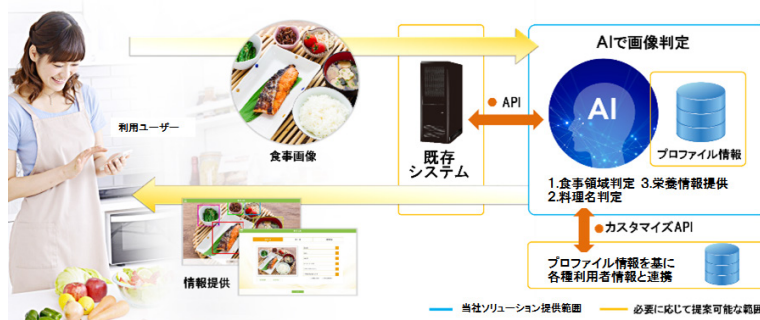 利用ユーザー
食事画像
既存
システム
API
AIで画像判定
AI
プロファイル情報
1.食事領域判定 3.栄養情報提供
2.料理名判定
カスタマイズAPI
プロファイル情報を基に
各種利用者情報と連携
情報提供
当社ソリューション提供範囲
必要に応じて提案可能な範囲